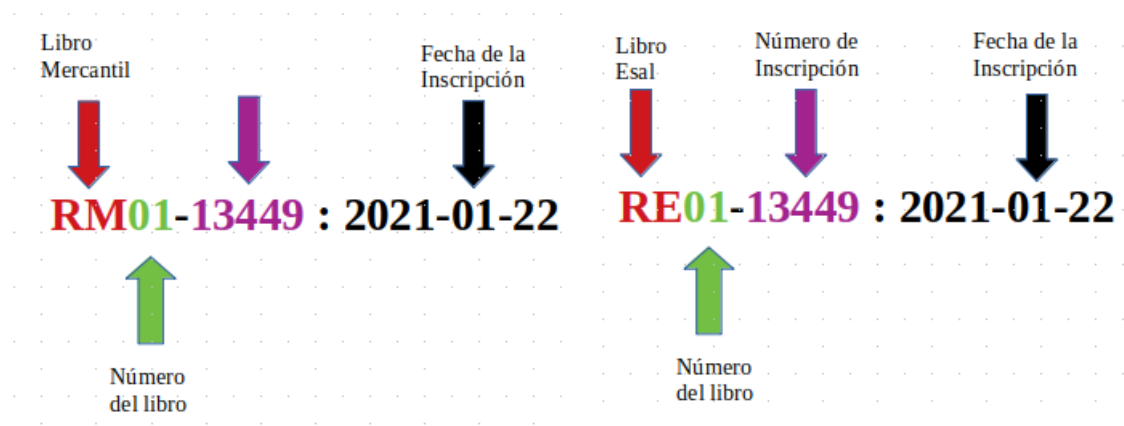 Libro
Mercantil
Fecha de la
Inscripción
RM01-13449 : 2021-01-22
Número
del libro
Libro
Esal
Número de
Inscripción
Fecha de la
Inscripción
RE01-13449 : 2021-01-22
Número
del libro